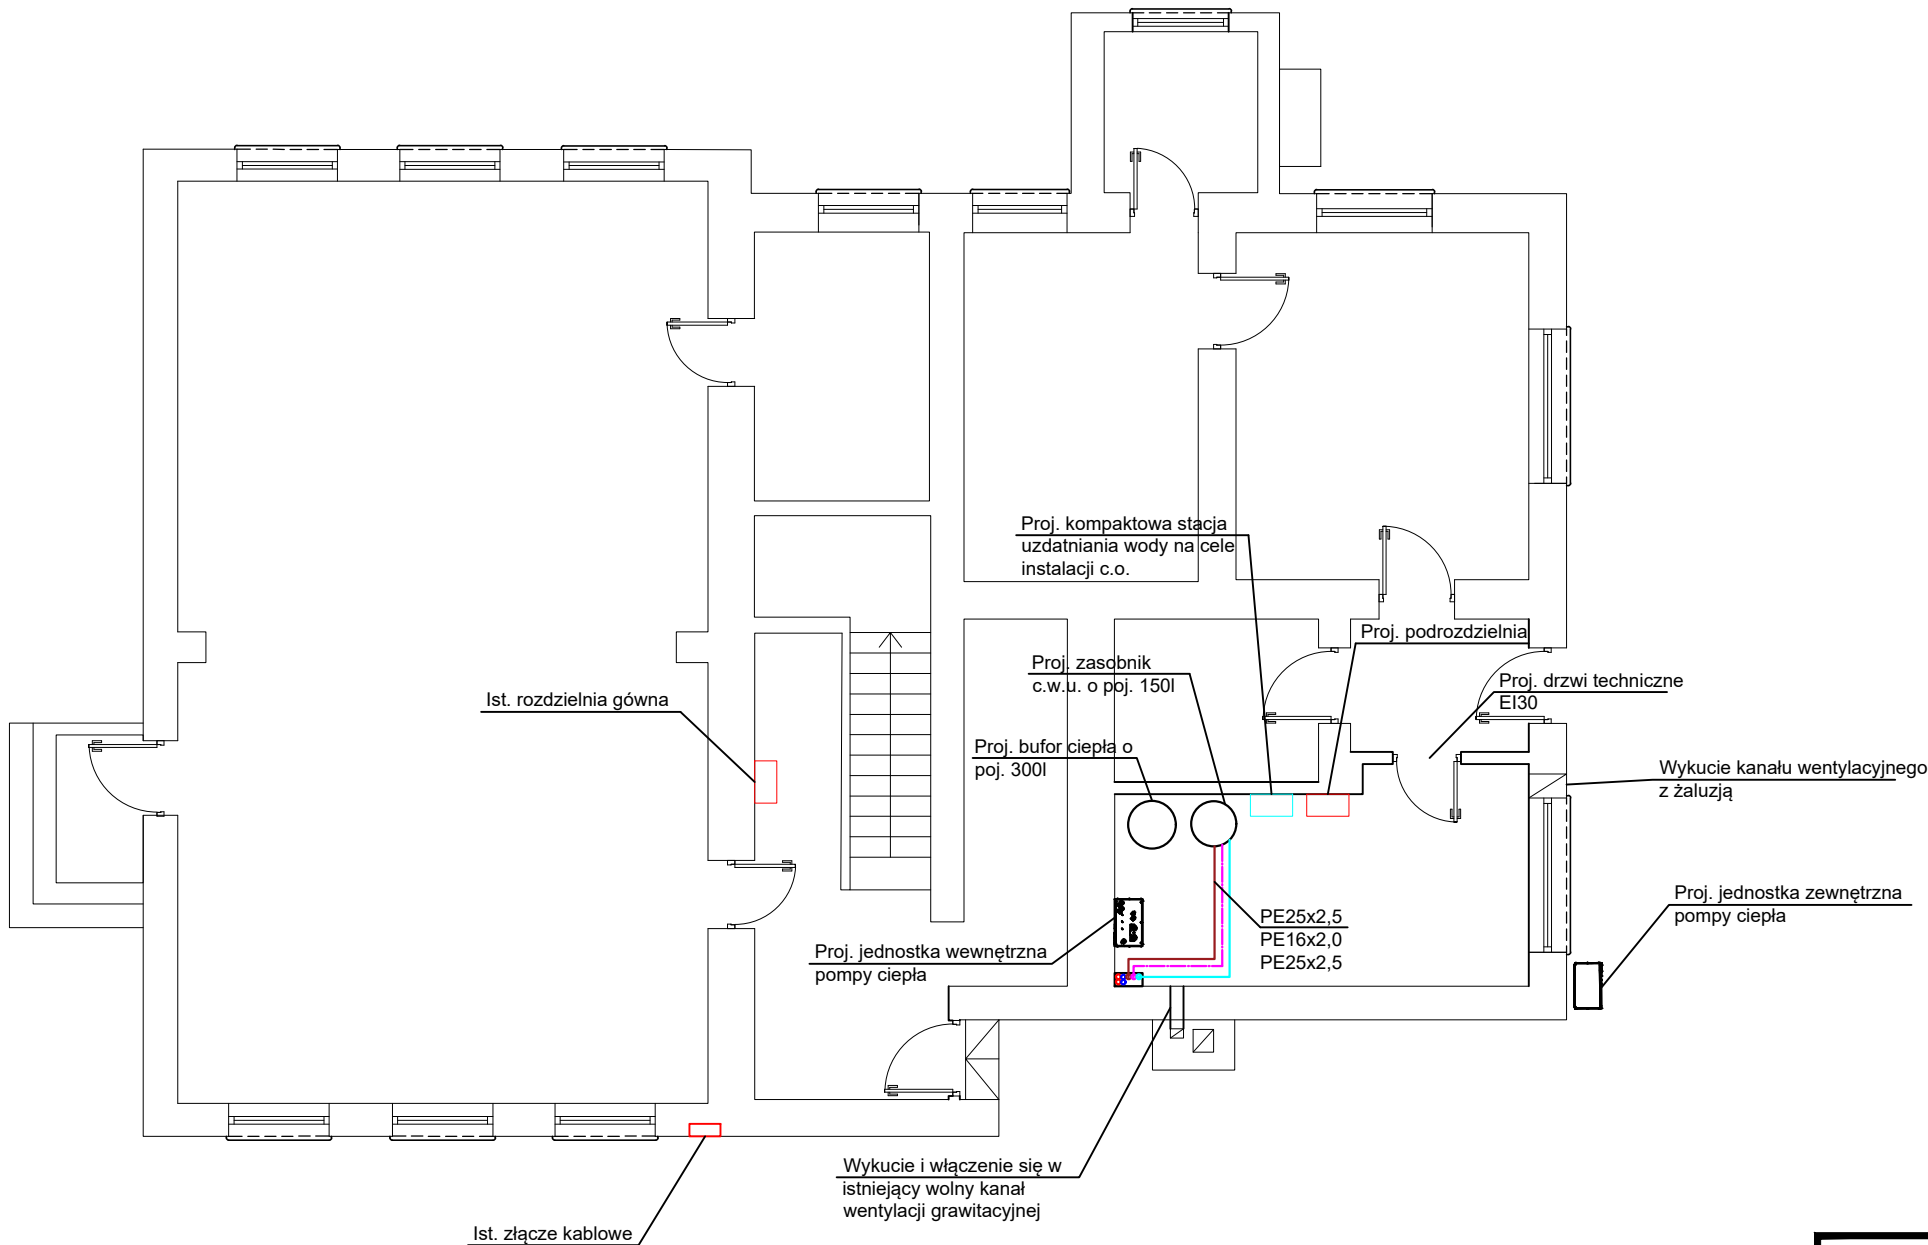 Proj. kompaktowa stacja
uzdatniania wody na cele
instalacji c.o.
Proj. podrozdzielnia
Proj. zasobnik
c.w.u. o poj. 150l
Proj. drzwi techniczne
EI30
Ist. rozdzielnia gówna
Proj. bufor ciepła o
poj. 300l
Wykucie kanału wentylacyjnego
z żaluzją
Proj. jednostka zewnętrzna
pompy ciepła
PE25x2,5
PE16x2,0
PE25x2,5
Proj. jednostka wewnętrzna
pompy ciepła
Wykucie i włączenie się w
istniejący wolny kanał
wentylacji grawitacyjnej
Ist. złącze kablowe